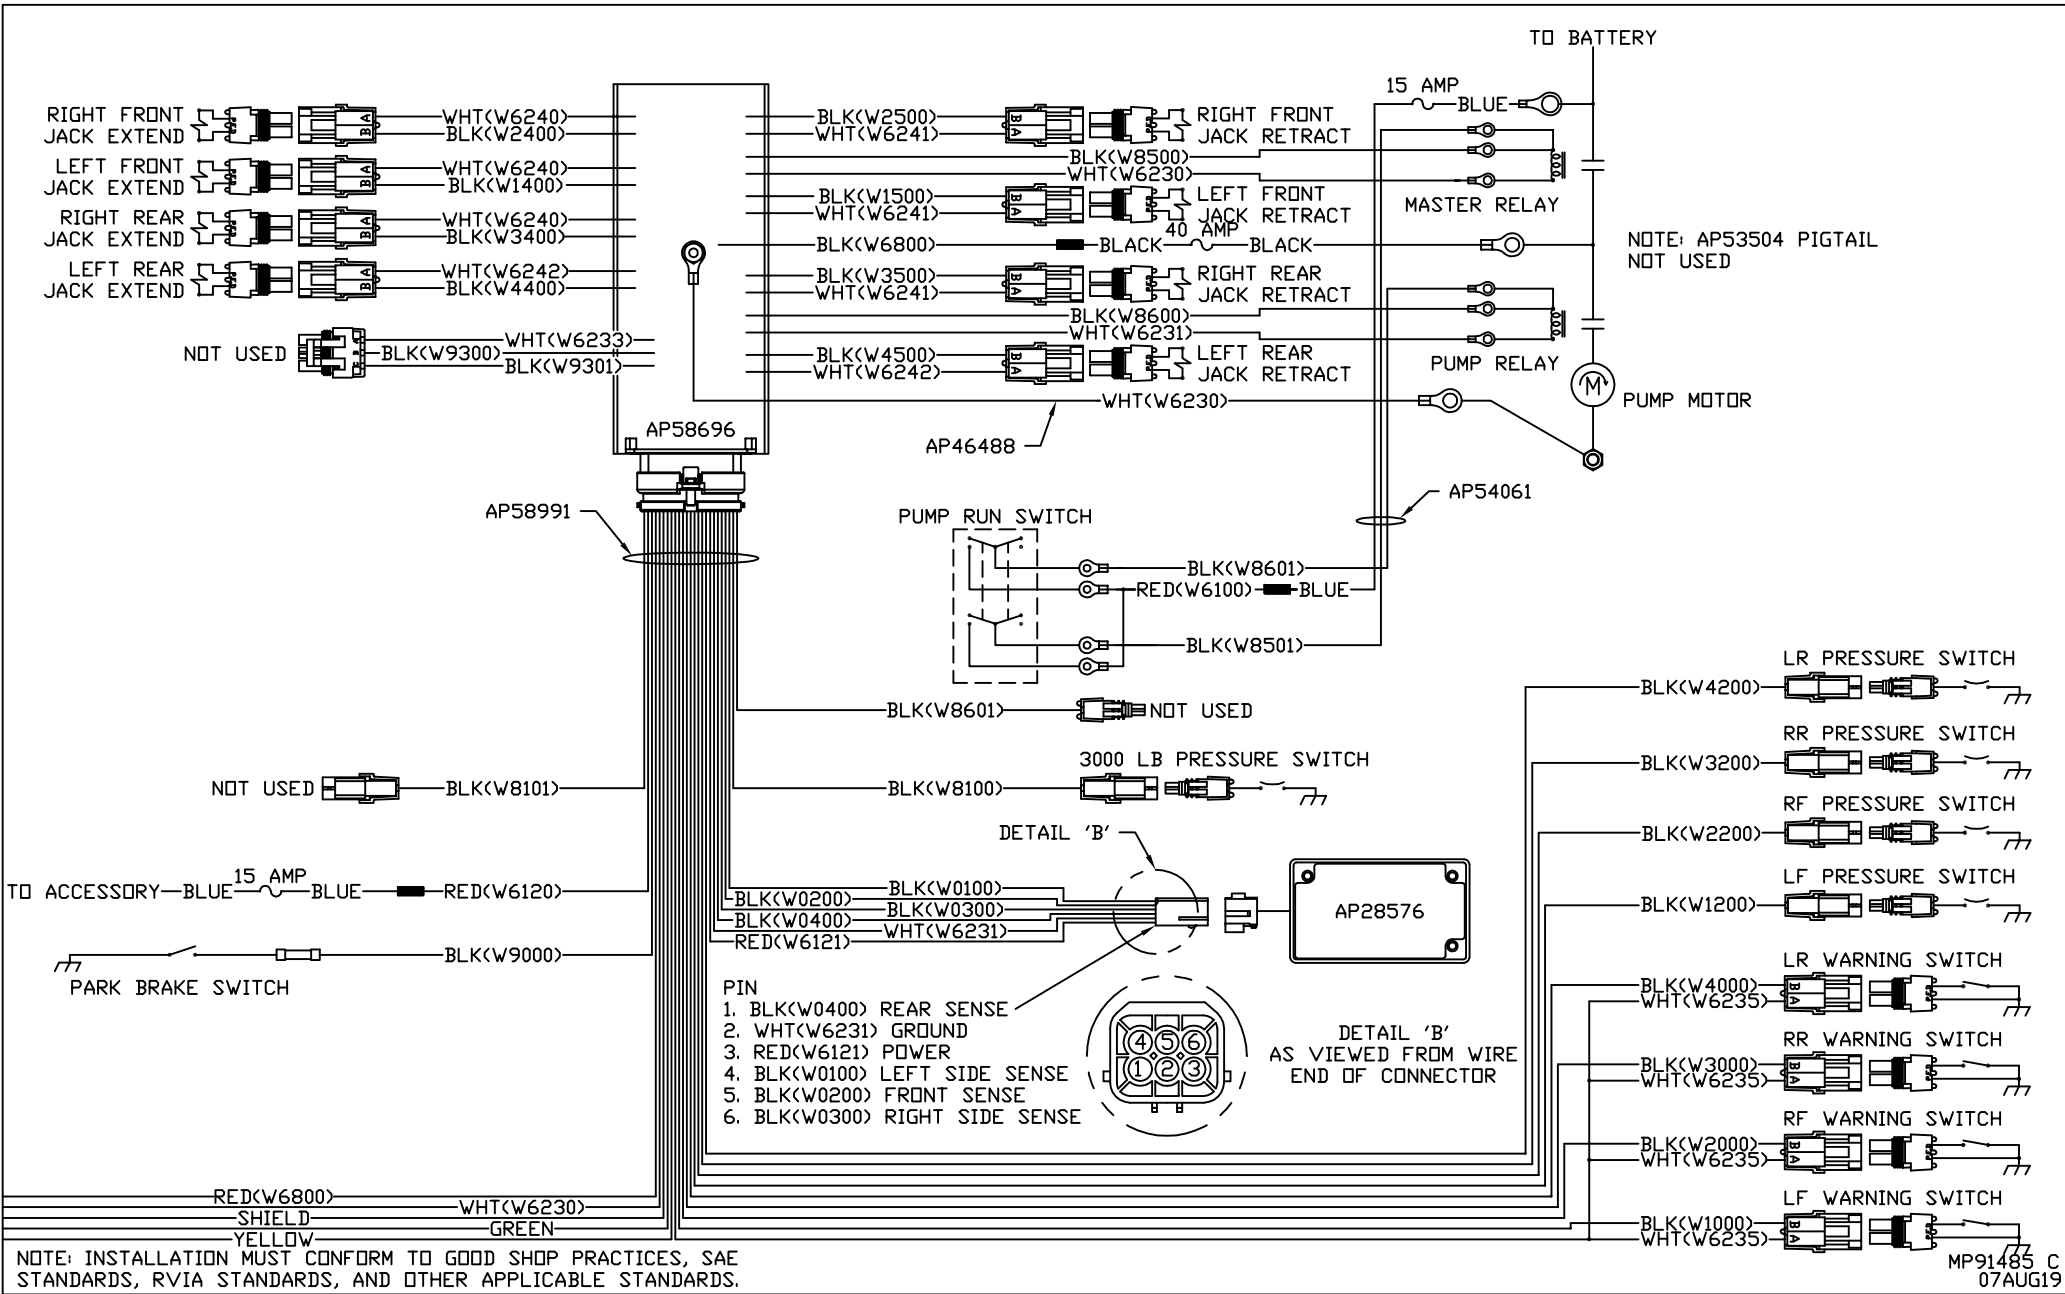 TO BATTERY
15 AMP
BLUE
RIGHT FRONT
JACK EXTEND
A
B
WHT(W6240)
BLK(W2400)
LEFT FRONT
JACK EXTEND
A
B
WHT(W6240)
BLK(W1400)
RIGHT REAR
JACK EXTEND
A
B
WHT(W6240)
BLK(W3400)
LEFT REAR
JACK EXTEND
A
B
WHT(W6242)
BLK(W4400)
NOT USED
WHT(W6233)
BLK(W9300)
BLK(W9301)
AP58696
BLK(W2500)
WHT(W6241)
B
A
RIGHT FRONT
JACK RETRACT
BLK(W8500)
WHT(W6230)
MASTER RELAY
BLK(W1500)
WHT(W6241)
B
A
LEFT FRONT
JACK RETRACT
BLK(W6800)
BLACK
40 AMP
BLACK
NOTE: AP53504 PIGTAIL
NOT USED
BLK(W3500)
WHT(W6241)
B
A
RIGHT REAR
JACK RETRACT
BLK(W8600)
WHT(W6231)
PUMP RELAY
BLK(W4500)
WHT(W6242)
B
A
LEFT REAR
JACK RETRACT
M
PUMP MOTOR
WHT(W6230)
AP46488
AP58991
AP54061
PUMP RUN SWITCH
BLK(W8601)
RED(W6100)
BLUE
BLK(W8501)
BLK(W8601)
NOT USED
NOT USED
BLK(W8101)
3000 LB PRESSURE SWITCH
BLK(W8100)
TO ACCESSORY
BLUE
15 AMP
BLUE
RED(W6120)
BLK(W9000)
PARK BRAKE SWITCH
DETAIL 'B'
BLK(W0100)
BLK(W0200)
BLK(W0300)
BLK(W0400)
WHT(W6231)
RED(W6121)
AP28576
PIN
1. BLK(W0400) REAR SENSE
2. WHT(W6231) GROUND
3. RED(W6121) POWER
4. BLK(W0100) LEFT SIDE SENSE
5. BLK(W0200) FRONT SENSE
6. BLK(W0300) RIGHT SIDE SENSE
4 5 6
1 2 3
DETAIL 'B'
AS VIEWED FROM WIRE
END OF CONNECTOR
LR PRESSURE SWITCH
BLK(W4200)
RR PRESSURE SWITCH
BLK(W3200)
RF PRESSURE SWITCH
BLK(W2200)
LF PRESSURE SWITCH
BLK(W1200)
LR WARNING SWITCH
BLK(W4000)
WHT(W6235)
B
A
RR WARNING SWITCH
BLK(W3000)
WHT(W6235)
B
A
RF WARNING SWITCH
BLK(W2000)
WHT(W6235)
B
A
LF WARNING SWITCH
BLK(W1000)
WHT(W6235)
B
A
RED(W6800)
WHT(W6230)
SHIELD
GREEN
YELLOW
NOTE: INSTALLATION MUST CONFORM TO GOOD SHOP PRACTICES, SAE
STANDARDS, RVIA STANDARDS, AND OTHER APPLICABLE STANDARDS.
MP91485 C
07AUG19